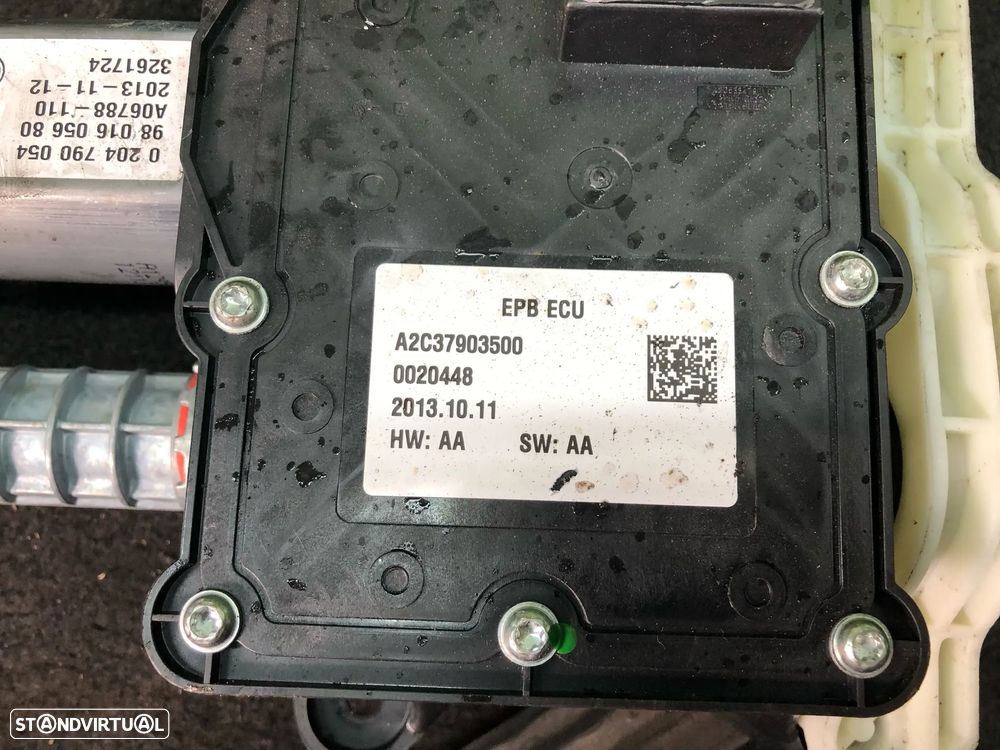 0 204 790 054
98 016 056 80
A06788-110
2013-11-12
3261724
EPB ECU
A2C37903500
0020448
2013.10.11
HW: AA SW: AA
STANDVIRTUAL